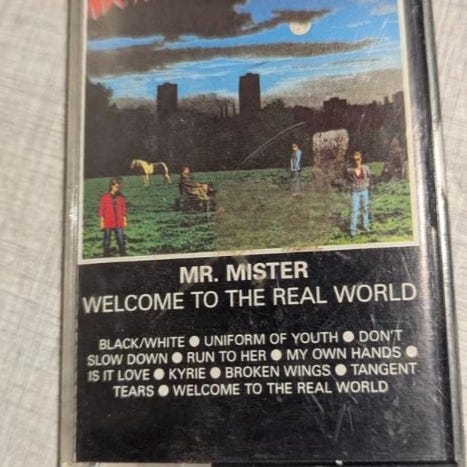 MR. MISTER
WELCOME TO THE REAL WORLD
BLACK/WHITE ● UNIFORM OF YOUTH ● DON'T
SLOW DOWN ● RUN TO HER ● MY OWN HANDS ●
IS IT LOVE ● KYRIE ● BROKEN WINGS ● TANGENT
TEARS ● WELCOME TO THE REAL WORLD